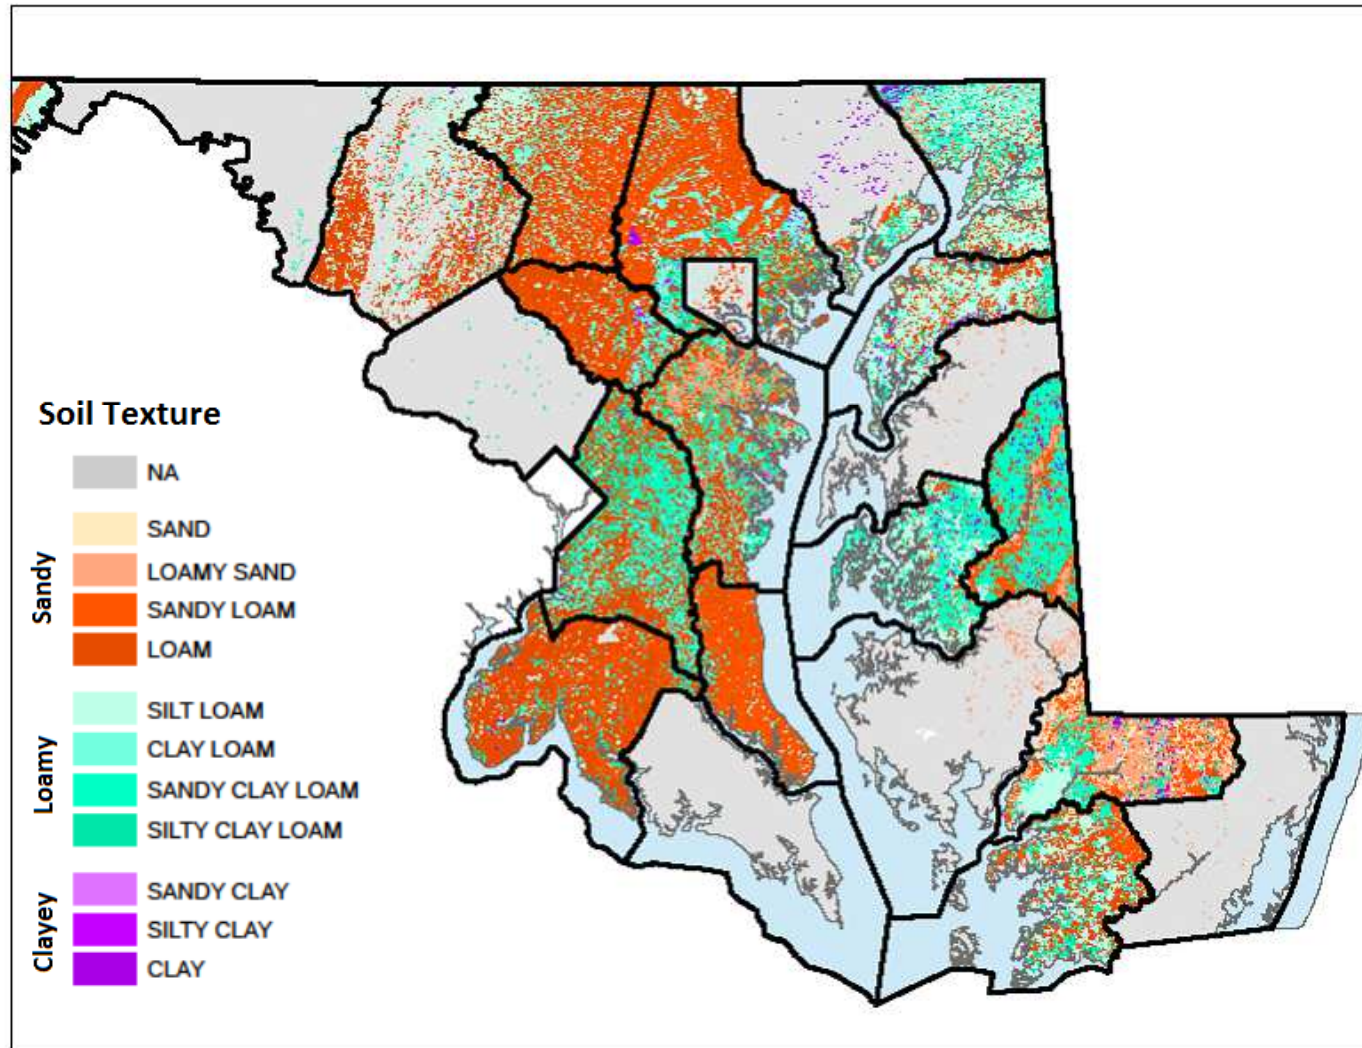 Soil Texture
NA
Sandy
SAND
LOAMY SAND
SANDY LOAM
LOAM
Loamy
SILT LOAM
CLAY LOAM
SANDY CLAY LOAM
SILTY CLAY LOAM
Clayey
SANDY CLAY
SILTY CLAY
CLAY